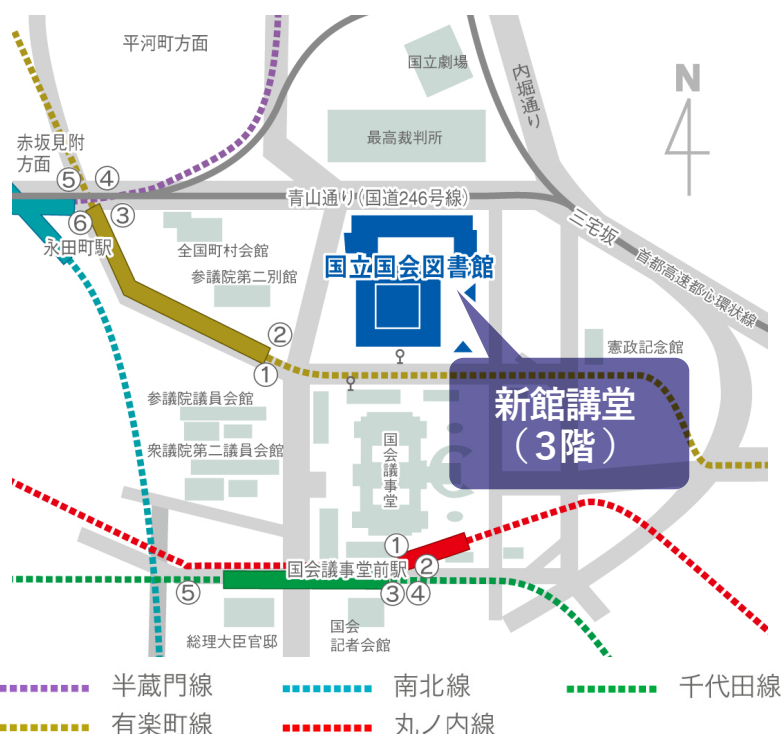 平河町方面
国立劇場
内堀通り
N
最高裁判所
赤坂見附
方面
⑤
④
青山通り(国道246号線)
⑥
③
永田町駅
三宅坂
全国町村会館
首都高速都心環状線
国立国会図書館
参議院第二別館
②
①
憲政記念館
新館講堂
(3階)
参議院議員会館
衆議院第二議員会館
国会議事堂
①
②
国会議事堂前駅
⑤
③④
総理大臣官邸
国会
記者会館
半蔵門線
南北線
千代田線
有楽町線
丸ノ内線